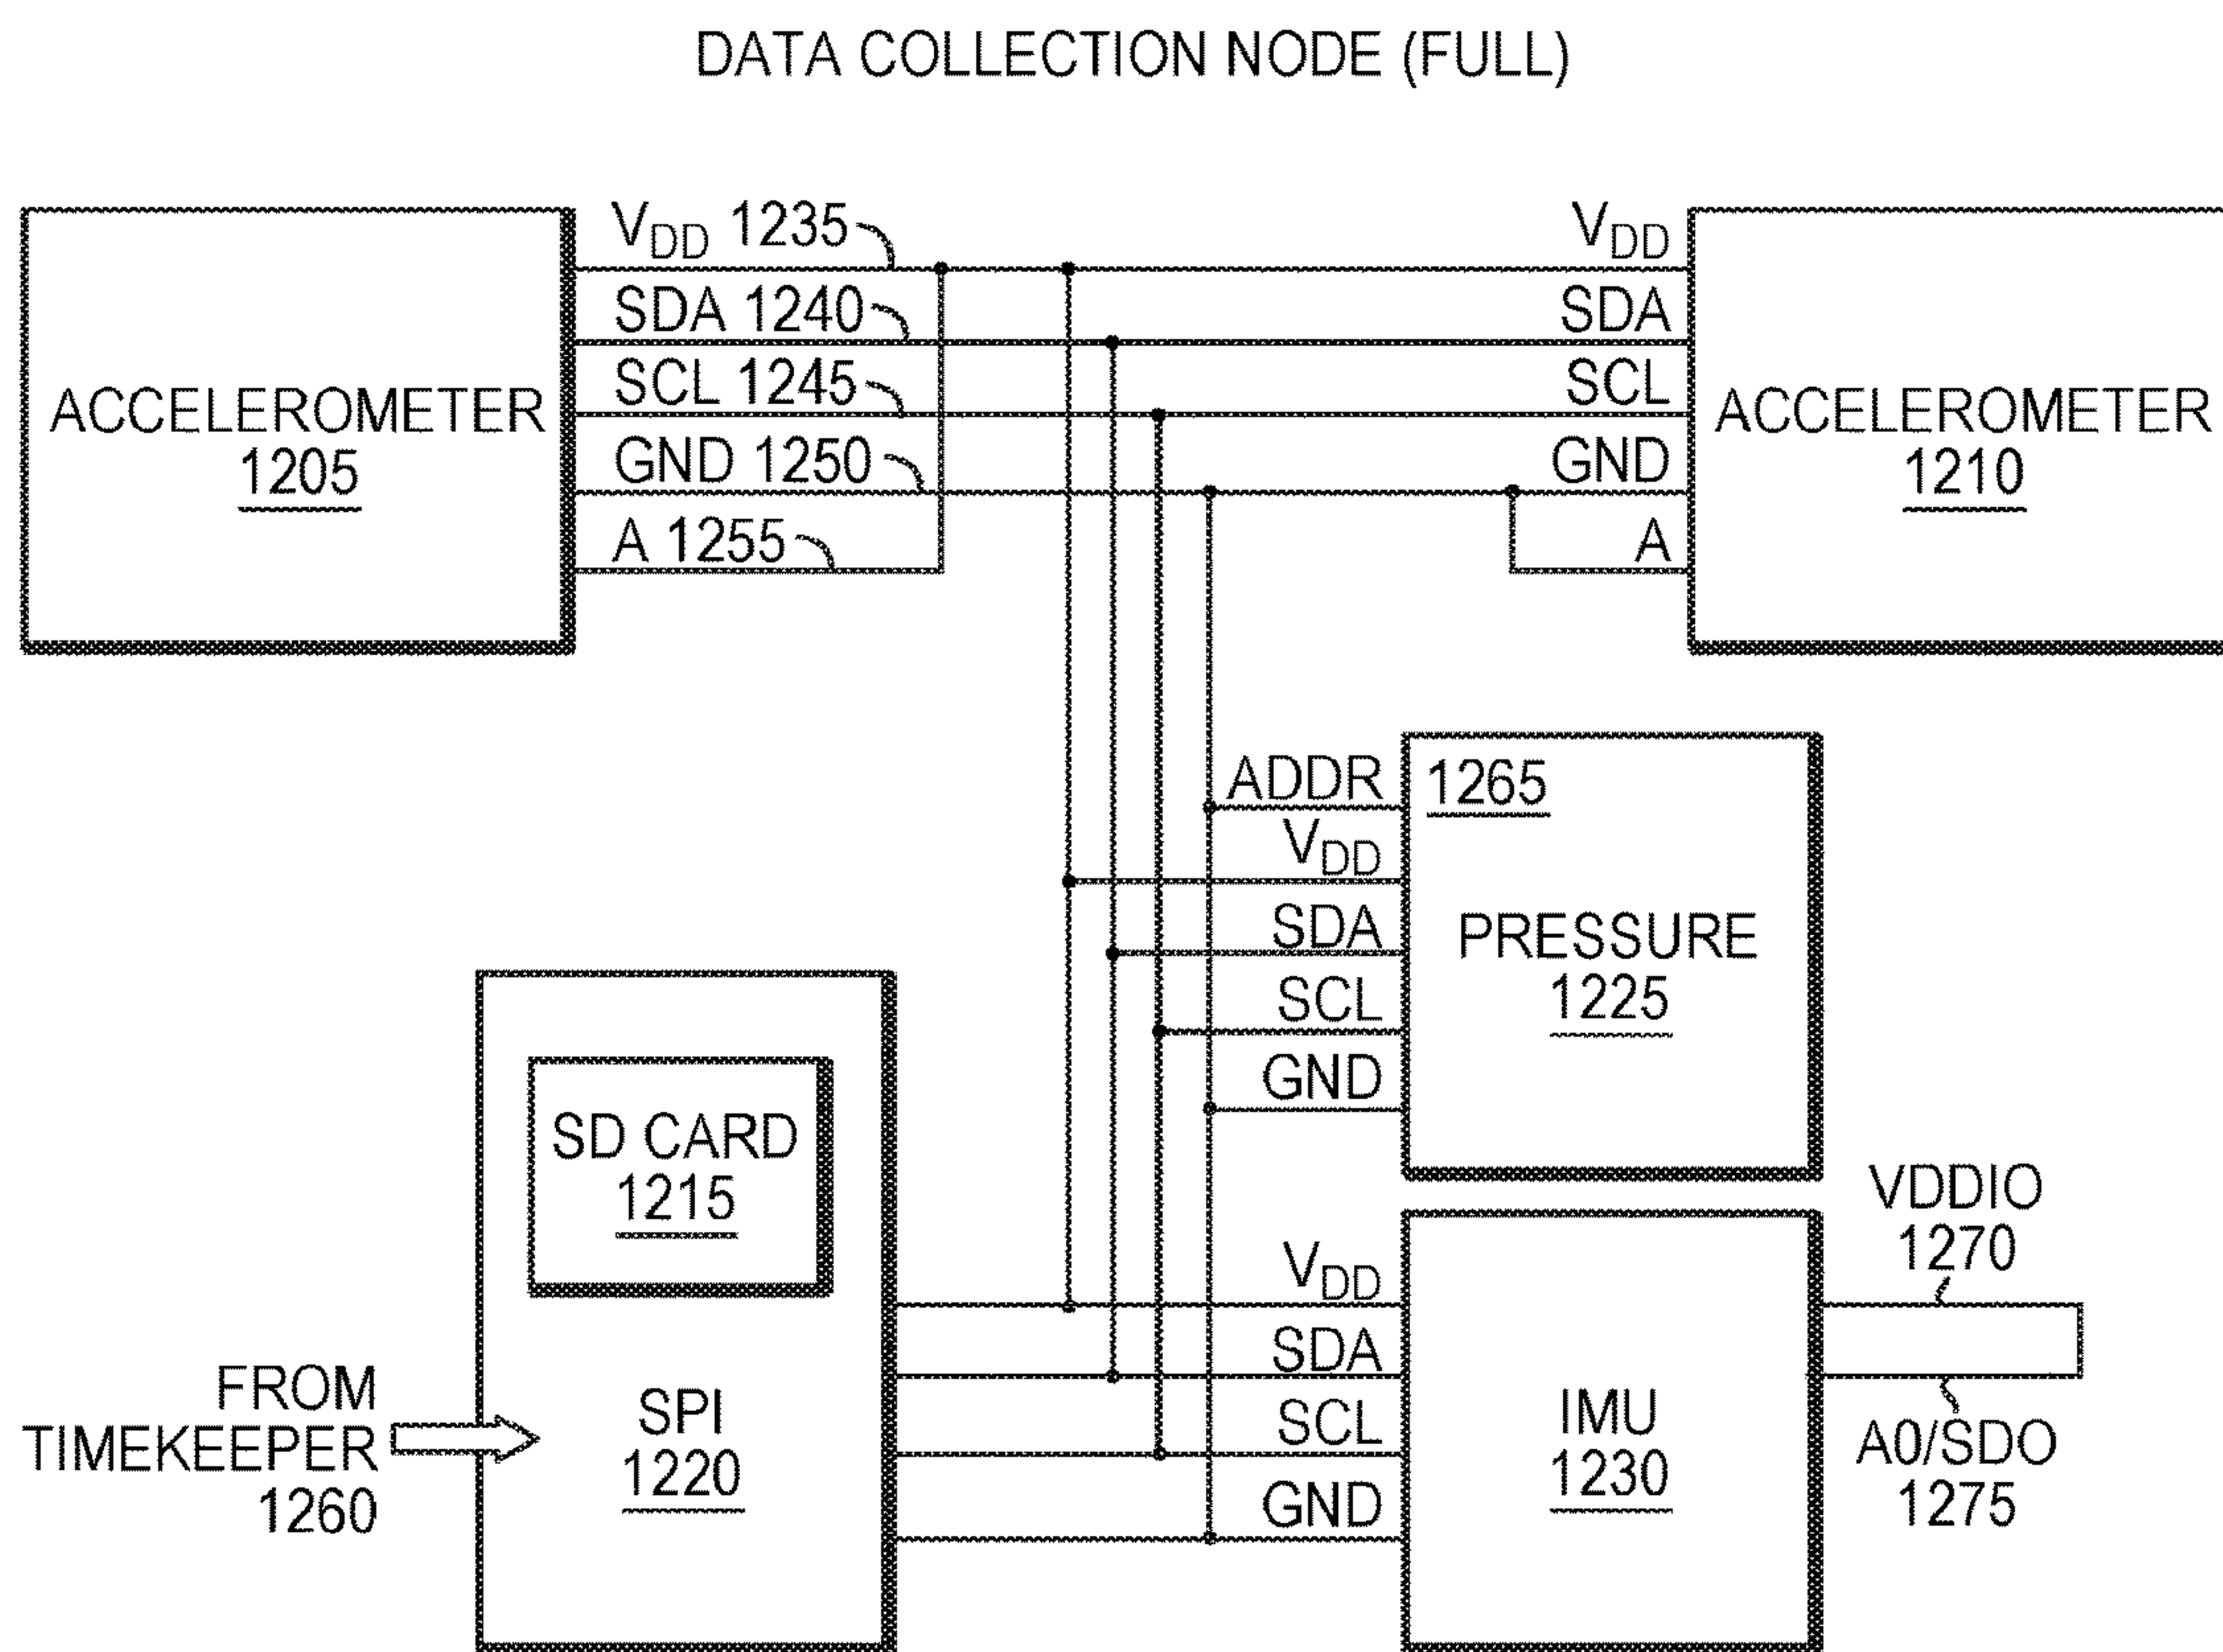 DATA COLLECTION NODE (FULL)
ACCELEROMETER
1205
VDD 1235
SDA 1240
SCL 1245
GND 1250
A 1255
VDD
SDA
SCL
GND
A
ACCELEROMETER
1210
ADDR
VDD
SDA
SCL
GND
1265
PRESSURE
1225
SD CARD
1215
SPI
1220
FROM
TIMEKEEPER
1260
VDD
SDA
SCL
GND
IMU
1230
VDDIO
1270
A0/SDO
1275